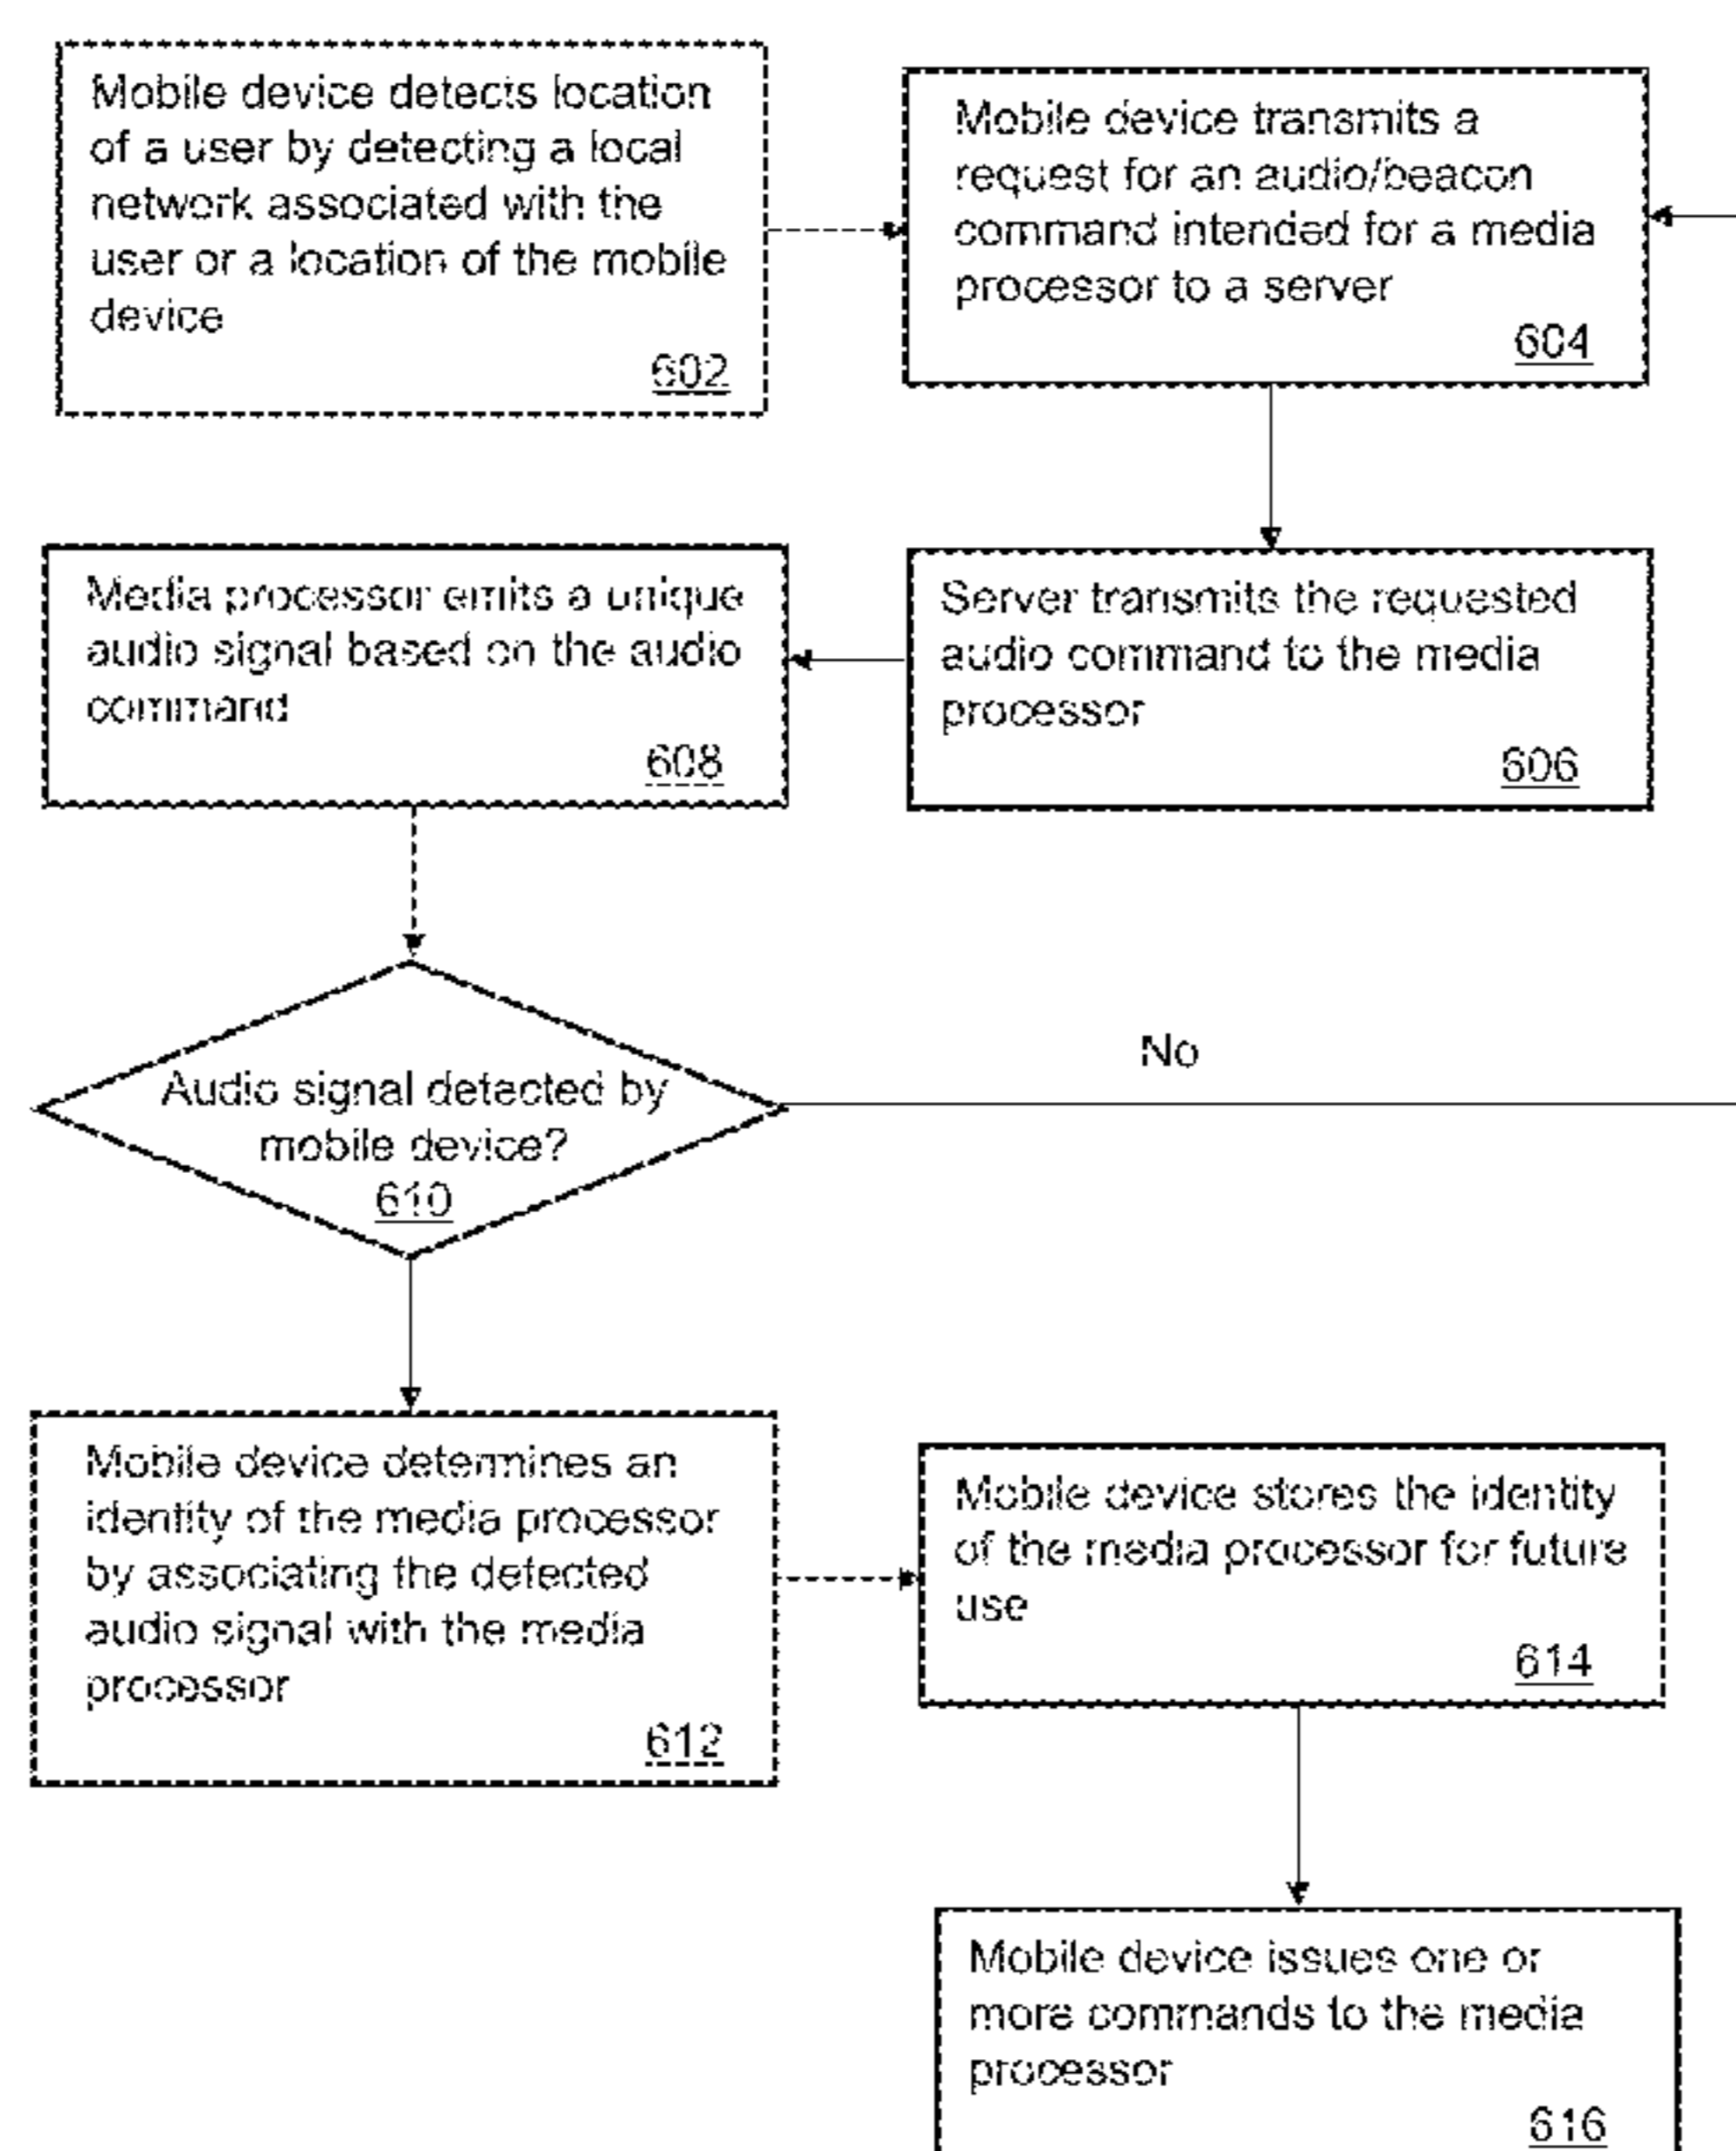 Mobile device detects location
of a user by detecting a local
network associated with the
user or a location of the mobile
device
602
Mobile device transmits a
request for an audio/beacon
command intended for a media
processor to a server
604
Server transmits the requested
audio command to the media
processor
606
Media processor emits a unique
audio signal based on the audio
command
608
Audio signal detected by
mobile device?
610
No
Mobile device determines an
identity of the media processor
by associating the detected
audio signal with the media
processor
612
Mobile device stores the identity
of the media processor for future
use
614
Mobile device issues one or
more commands to the media
processor
616